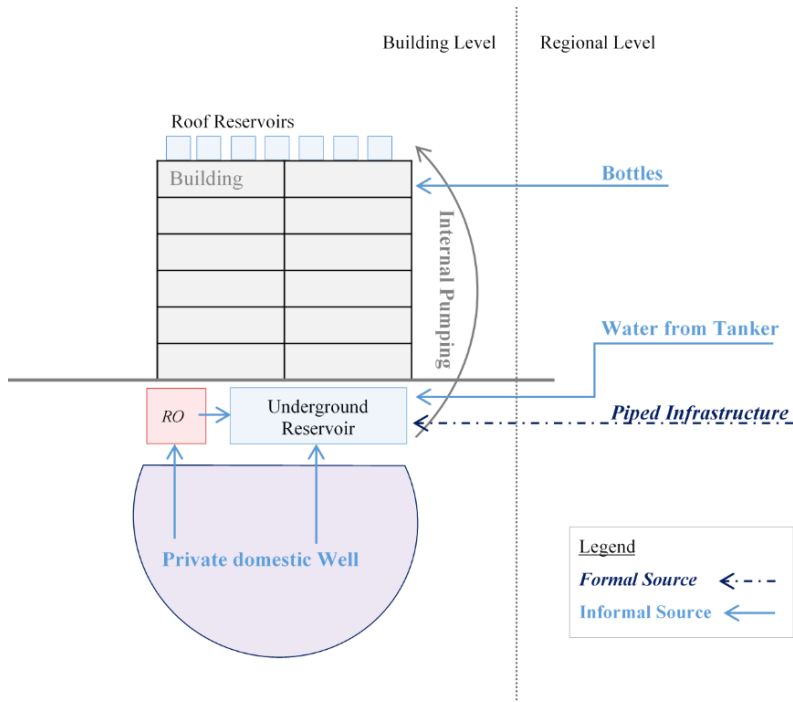 Building Level
Regional Level
Roof Reservoirs
Building
Bottles
Internal Pumping
Water from Tanker
RO
Underground
Reservoir
Piped Infrastructure
Private domestic Well
Legend
Formal Source
Informal Source